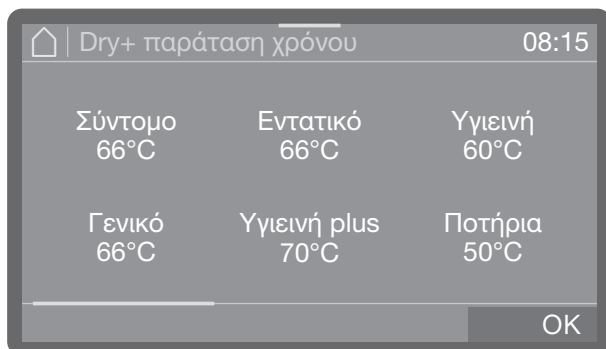 Dry+ παράταση χρόνου 08:15
Σύντομο Εντατικό Υγιεινή
66°C 66°C 60°C
Γενικό Υγιεινή plus Ποτήρια
66°C 70°C 50°C
OK